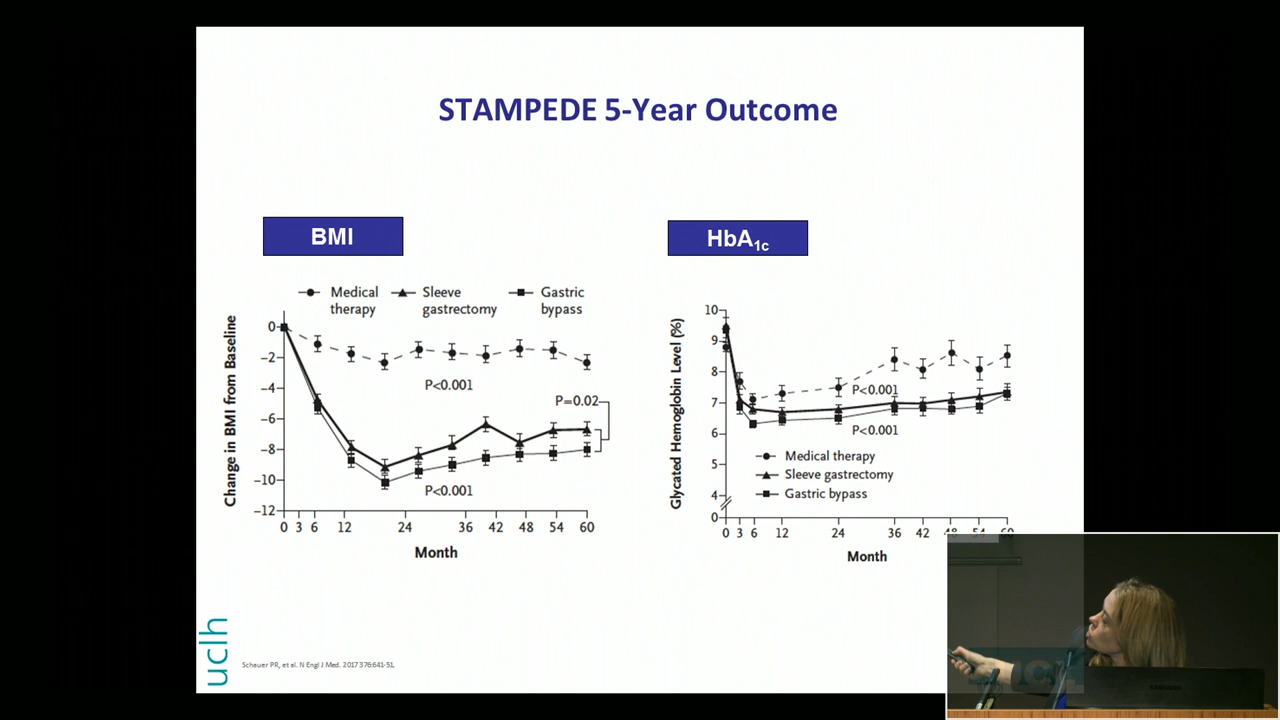 STAMPEDE 5-Year Outcome
BMI
HbA1c
Medical therapy
Sleeve gastrectomy
Gastric bypass
Change in BMI from Baseline
0
−2
−4
−6
−8
−10
−12
P<0.001
P=0.02
P<0.001
0 3 6 12 24 36 42 48 54 60
Month
Glycated Hemoglobin Level (%)
10
9
8
7
6
5
4
0
P<0.001
P<0.001
Medical therapy
Sleeve gastrectomy
Gastric bypass
0 3 6 12 24 36 42 48 54 60
Month
uclh
Schauer PR, et al. N Engl J Med. 2017 376:641-51.
SAMSUNG